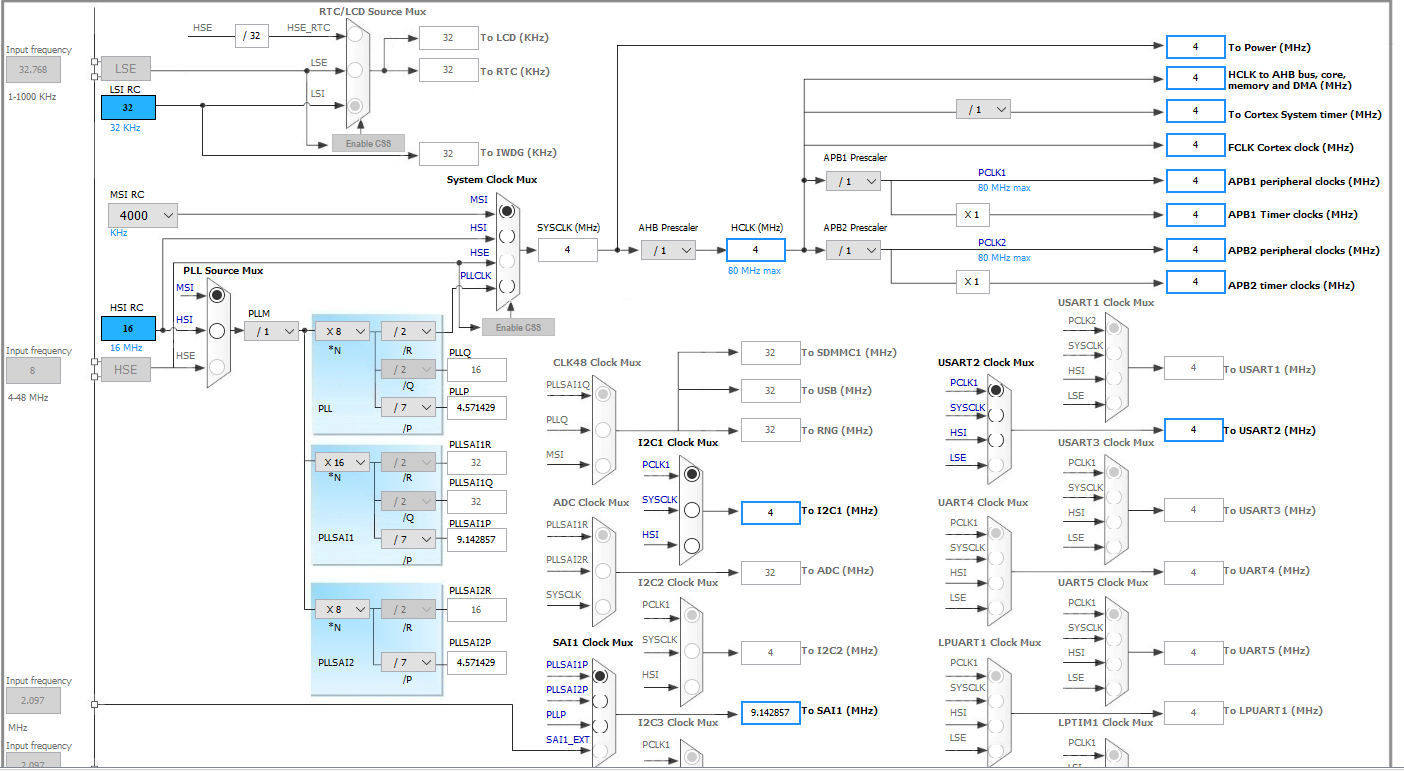 RTC/LCD Source Mux
HSE
/ 32
HSE_RTC
32
To LCD (KHz)
Input frequency
32.768
1-1000 KHz
LSE
LSE
32
To RTC (KHz)
LSI RC
32
32 KHz
LSI
Enable CSS
32
To IWDG (KHz)
4
To Power (MHz)
4
HCLK to AHB bus, core,
memory and DMA (MHz)
/ 1
4
To Cortex System timer (MHz)
4
FCLK Cortex clock (MHz)
APB1 Prescaler
/ 1
PCLK1
80 MHz max
4
APB1 peripheral clocks (MHz)
X 1
4
APB1 Timer clocks (MHz)
System Clock Mux
MSI RC
4000
KHz
MSI
HSI
HSE
PLLCLK
SYSCLK (MHz)
4
AHB Prescaler
/ 1
HCLK (MHz)
4
80 MHz max
APB2 Prescaler
/ 1
PCLK2
80 MHz max
4
APB2 peripheral clocks (MHz)
X 1
4
APB2 timer clocks (MHz)
Enable CSS
PLL Source Mux
MSI
HSI RC
16
16 MHz
HSI
HSE
Input frequency
8
4-48 MHz
HSE
PLLM
/ 1
X 8
*N
/ 2
/R
PLLQ
/ 2
16
/Q
PLLP
PLL
/ 7
4.571429
/P
PLLSAI1R
X 16
*N
/ 2
32
/R
PLLSAI1Q
/ 2
32
/Q
PLLSAI1P
PLLSAI1
/ 7
9.142857
/P
PLLSAI2R
X 8
*N
/ 2
16
/R
PLLSAI2P
PLLSAI2
/ 7
4.571429
/P
CLK48 Clock Mux
PLLSAI1Q
PLLQ
MSI
32
To SDMMC1 (MHz)
32
To USB (MHz)
32
To RNG (MHz)
I2C1 Clock Mux
PCLK1
SYSCLK
HSI
4
To I2C1 (MHz)
ADC Clock Mux
PLLSAI1R
PLLSAI2R
SYSCLK
32
To ADC (MHz)
I2C2 Clock Mux
PCLK1
SYSCLK
HSI
4
To I2C2 (MHz)
SAI1 Clock Mux
PLLSAI1P
PLLSAI2P
PLLP
SAI1_EXT
9.142857
To SAI1 (MHz)
I2C3 Clock Mux
PCLK1
USART1 Clock Mux
PCLK2
SYSCLK
HSI
LSE
4
To USART1 (MHz)
USART2 Clock Mux
PCLK1
SYSCLK
HSI
LSE
4
To USART2 (MHz)
USART3 Clock Mux
PCLK1
SYSCLK
HSI
LSE
4
To USART3 (MHz)
UART4 Clock Mux
PCLK1
SYSCLK
HSI
LSE
4
To UART4 (MHz)
UART5 Clock Mux
PCLK1
SYSCLK
HSI
LSE
4
To UART5 (MHz)
LPUART1 Clock Mux
PCLK1
SYSCLK
HSI
LSE
4
To LPUART1 (MHz)
LPTIM1 Clock Mux
PCLK1
LSI
Input frequency
2.097
MHz
Input frequency
2.097